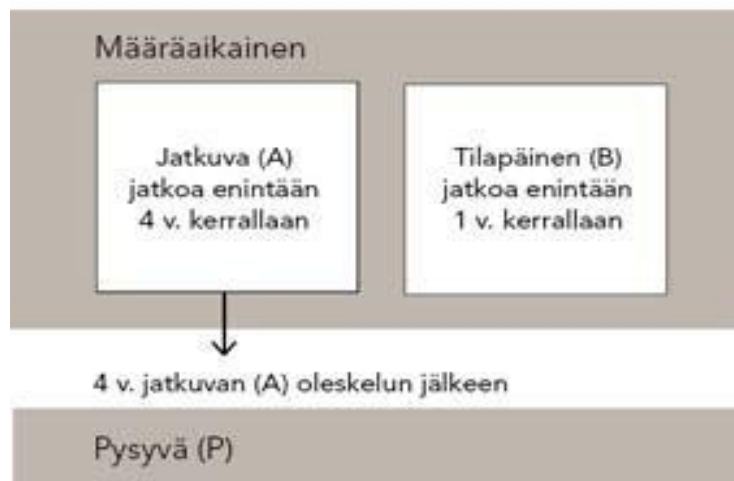 Määräaikainen
Jatkuva (A)
jatkoa enintään
4 v. kerrallaan
Tilapäinen (B)
jatkoa enintään
1 v. kerrallaan
4 v. jatkuvan (A) oleskelun jälkeen
Pysyvä (P)